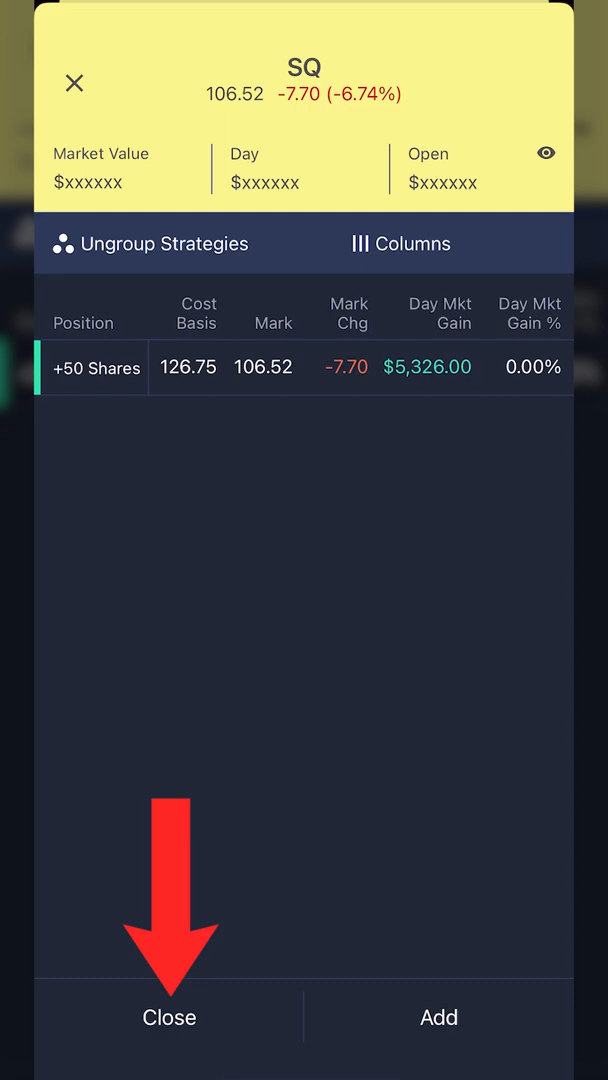 SQ
106.52 -7.70 (-6.74%)
Market Value Day Open
$xxxxxx $xxxxxx $xxxxxx
Ungroup Strategies Columns
Cost Mark Day Mkt Day Mkt
Position Basis Mark Chg Gain Gain %
+50 Shares 126.75 106.52 -7.70 $5,326.00 0.00%
Close Add